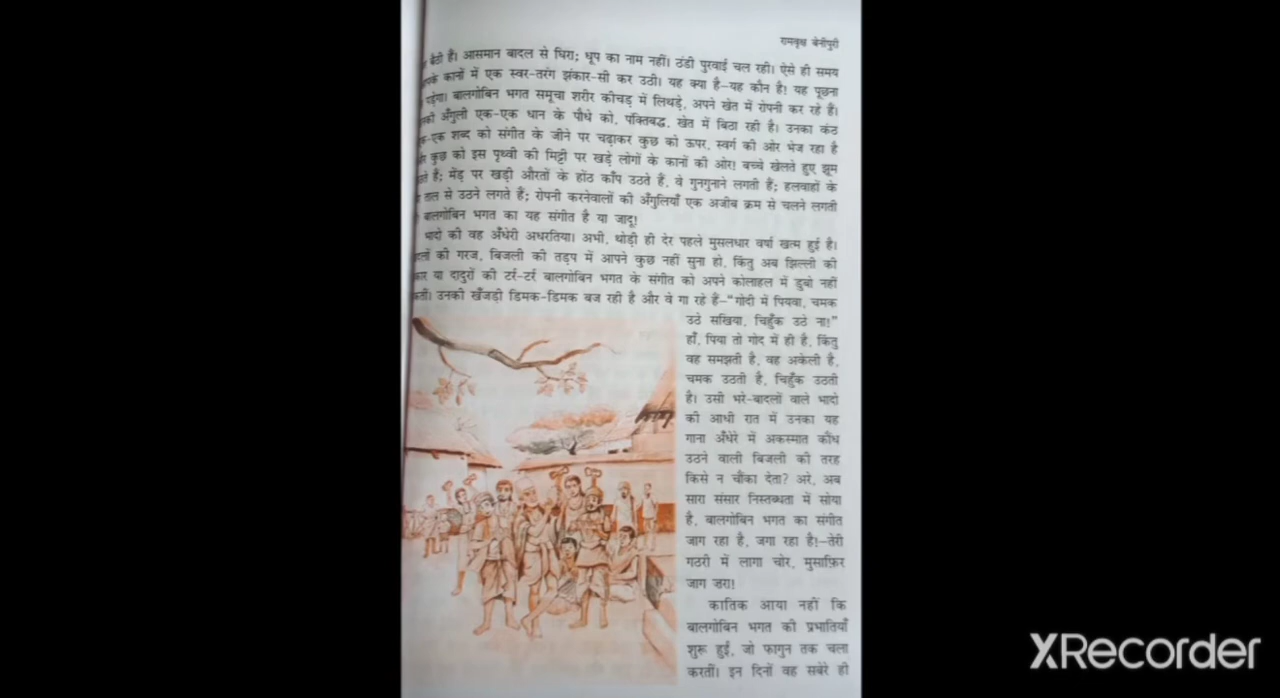 रामवृक्ष बेनीपुरी
बैठी हैं। आसमान बादल से घिरा; धूप का नाम नहीं। ठंडी पुरवाई चल रही। ऐसे ही समय
के कानों में एक स्वर-तरंग झंकार-सी कर उठी। यह क्या है-यह कौन है! यह पूछना
पड़ेगा। बालगोबिन भगत समूचा शरीर कीचड़ में लिथड़े, अपने खेत में रोपनी कर रहे हैं।
अँगुली एक-एक धान के पौधे को, पंक्तिबद्ध, खेत में बिठा रही है। उनका कंठ
-एक शब्द को संगीत के जीने पर चढ़ाकर कुछ को ऊपर, स्वर्ग की ओर भेज रहा है
कुछ को इस पृथ्वी की मिट्टी पर खड़े लोगों के कानों की ओर! बच्चे खेलते हुए झूम
हैं; मेंड़ पर खड़ी औरतों के होंठ काँप उठते हैं, वे गुनगुनाने लगती हैं; हलवाहों के
ताल से उठने लगते हैं; रोपनी करनेवालों की अँगुलियाँ एक अजीब क्रम से चलने लगती
बालगोबिन भगत का यह संगीत है या जादू!
भादो की वह अँधेरी अधरतिया। अभी, थोड़ी ही देर पहले मुसलधार वर्षा खत्म हुई है।
की गरज, बिजली की तड़प में आपने कुछ नहीं सुना हो, किंतु अब झिल्ली की
या दादुरों की टर्र-टर्र बालगोबिन भगत के संगीत को अपने कोलाहल में डुबो नहीं
उनकी खँजड़ी डिमक-डिमक बज रही है और वे गा रहे हैं-"गोदी में पियवा, चमक
उठे सखिया, चिहुँक उठे ना!"
हाँ, पिया तो गोद में ही है, किंतु
वह समझती है, वह अकेली है,
चमक उठती है, चिहुँक उठती
है। उसी भरे-बादलों वाले भादो
की आधी रात में उनका यह
गाना अँधेरे में अकस्मात कौंध
उठने वाली बिजली की तरह
किसे न चौंका देता? अरे, अब
सारा संसार निस्तब्धता में सोया
है, बालगोबिन भगत का संगीत
जाग रहा है, जगा रहा है!-तेरी
गठरी में लागा चोर, मुसाफ़िर
जाग ज़रा!
कातिक आया नहीं कि
बालगोबिन भगत की प्रभातियाँ
शुरू हुईं, जो फागुन तक चला
करतीं। इन दिनों वह सबेरे ही
XRecorder